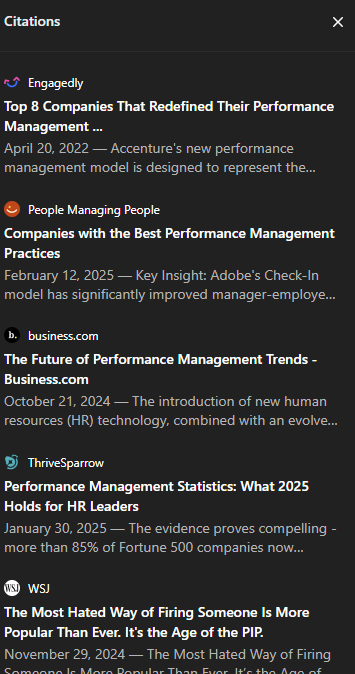 Citations
Engagedly
Top 8 Companies That Redefined Their Performance
Management ...
April 20, 2022 — Accenture's new performance
management model is designed to represent the...
People Managing People
Companies with the Best Performance Management
Practices
February 12, 2025 — Key Insight: Adobe's Check-In
model has significantly improved manager-employe...
b.
business.com
The Future of Performance Management Trends -
Business.com
October 21, 2024 — The introduction of new human
resources (HR) technology, combined with an evolve...
ThriveSparrow
Performance Management Statistics: What 2025
Holds for HR Leaders
January 30, 2025 — The evidence proves compelling -
more than 85% of Fortune 500 companies now...
WSJ
WSJ
The Most Hated Way of Firing Someone Is More
Popular Than Ever. It's the Age of the PIP.
November 29, 2024 — The Most Hated Way of Firing
Someone Is More Popular Than Ever. It's the Age of